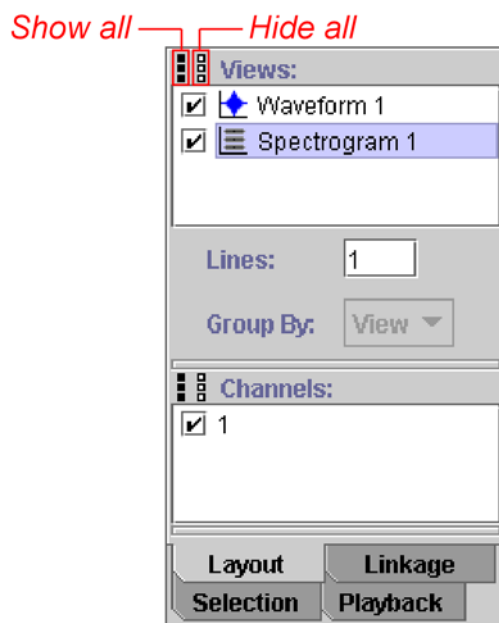 Show all Hide all
Views:
Waveform 1
Spectrogram 1
Lines: 1
Group By: View
Channels:
1
Layout Linkage
Selection Playback